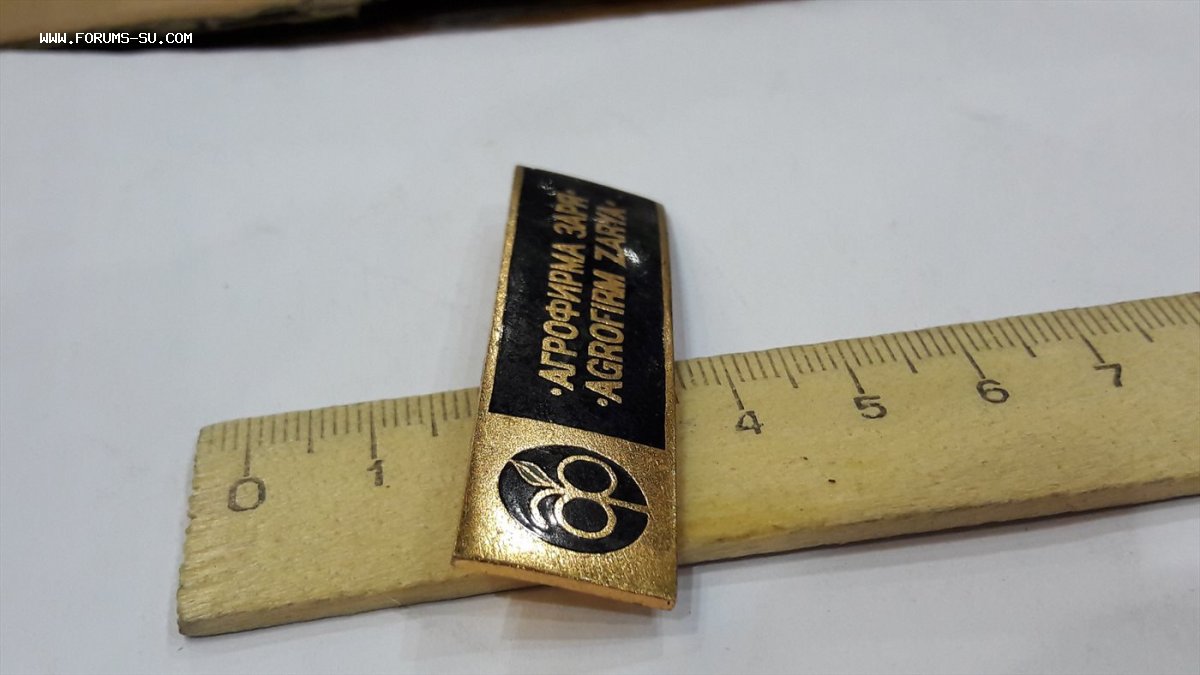 WWW.FORUMS-SU.COM
·АГРОФИРМА ЗАРЯ·
·AGROFIRM ZARYA·
0 1 4 5 6 7